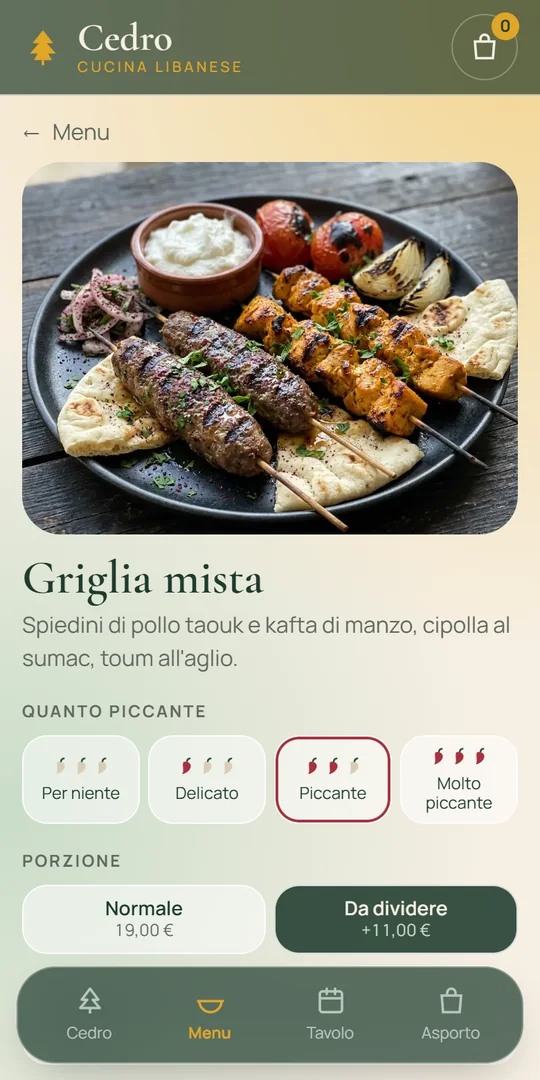 Cedro
CUCINA LIBANESE
0
← Menu
Griglia mista
Spiedini di pollo taouk e kafta di manzo, cipolla al
sumac, toum all'aglio.
QUANTO PICCANTE
Per niente
Delicato
Piccante
Molto
piccante
PORZIONE
Normale
19,00 €
Da dividere
+11,00 €
Cedro
Menu
Tavolo
Asporto